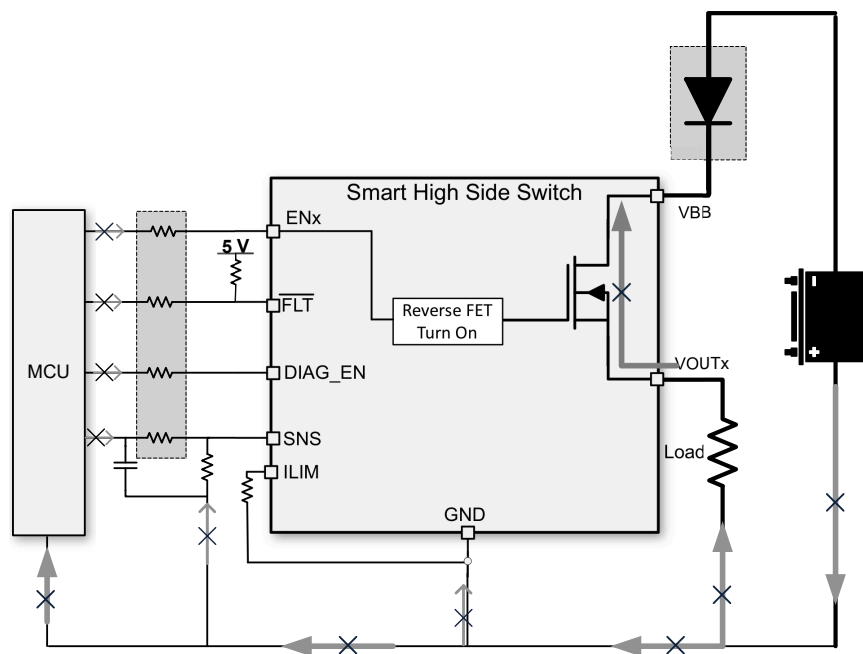 Smart High Side Switch
VBB
ENx
5 V
FLT
Reverse FET
Turn On
MCU
DIAG_EN
VOUTx
SNS
Load
ILIM
GND
-
+